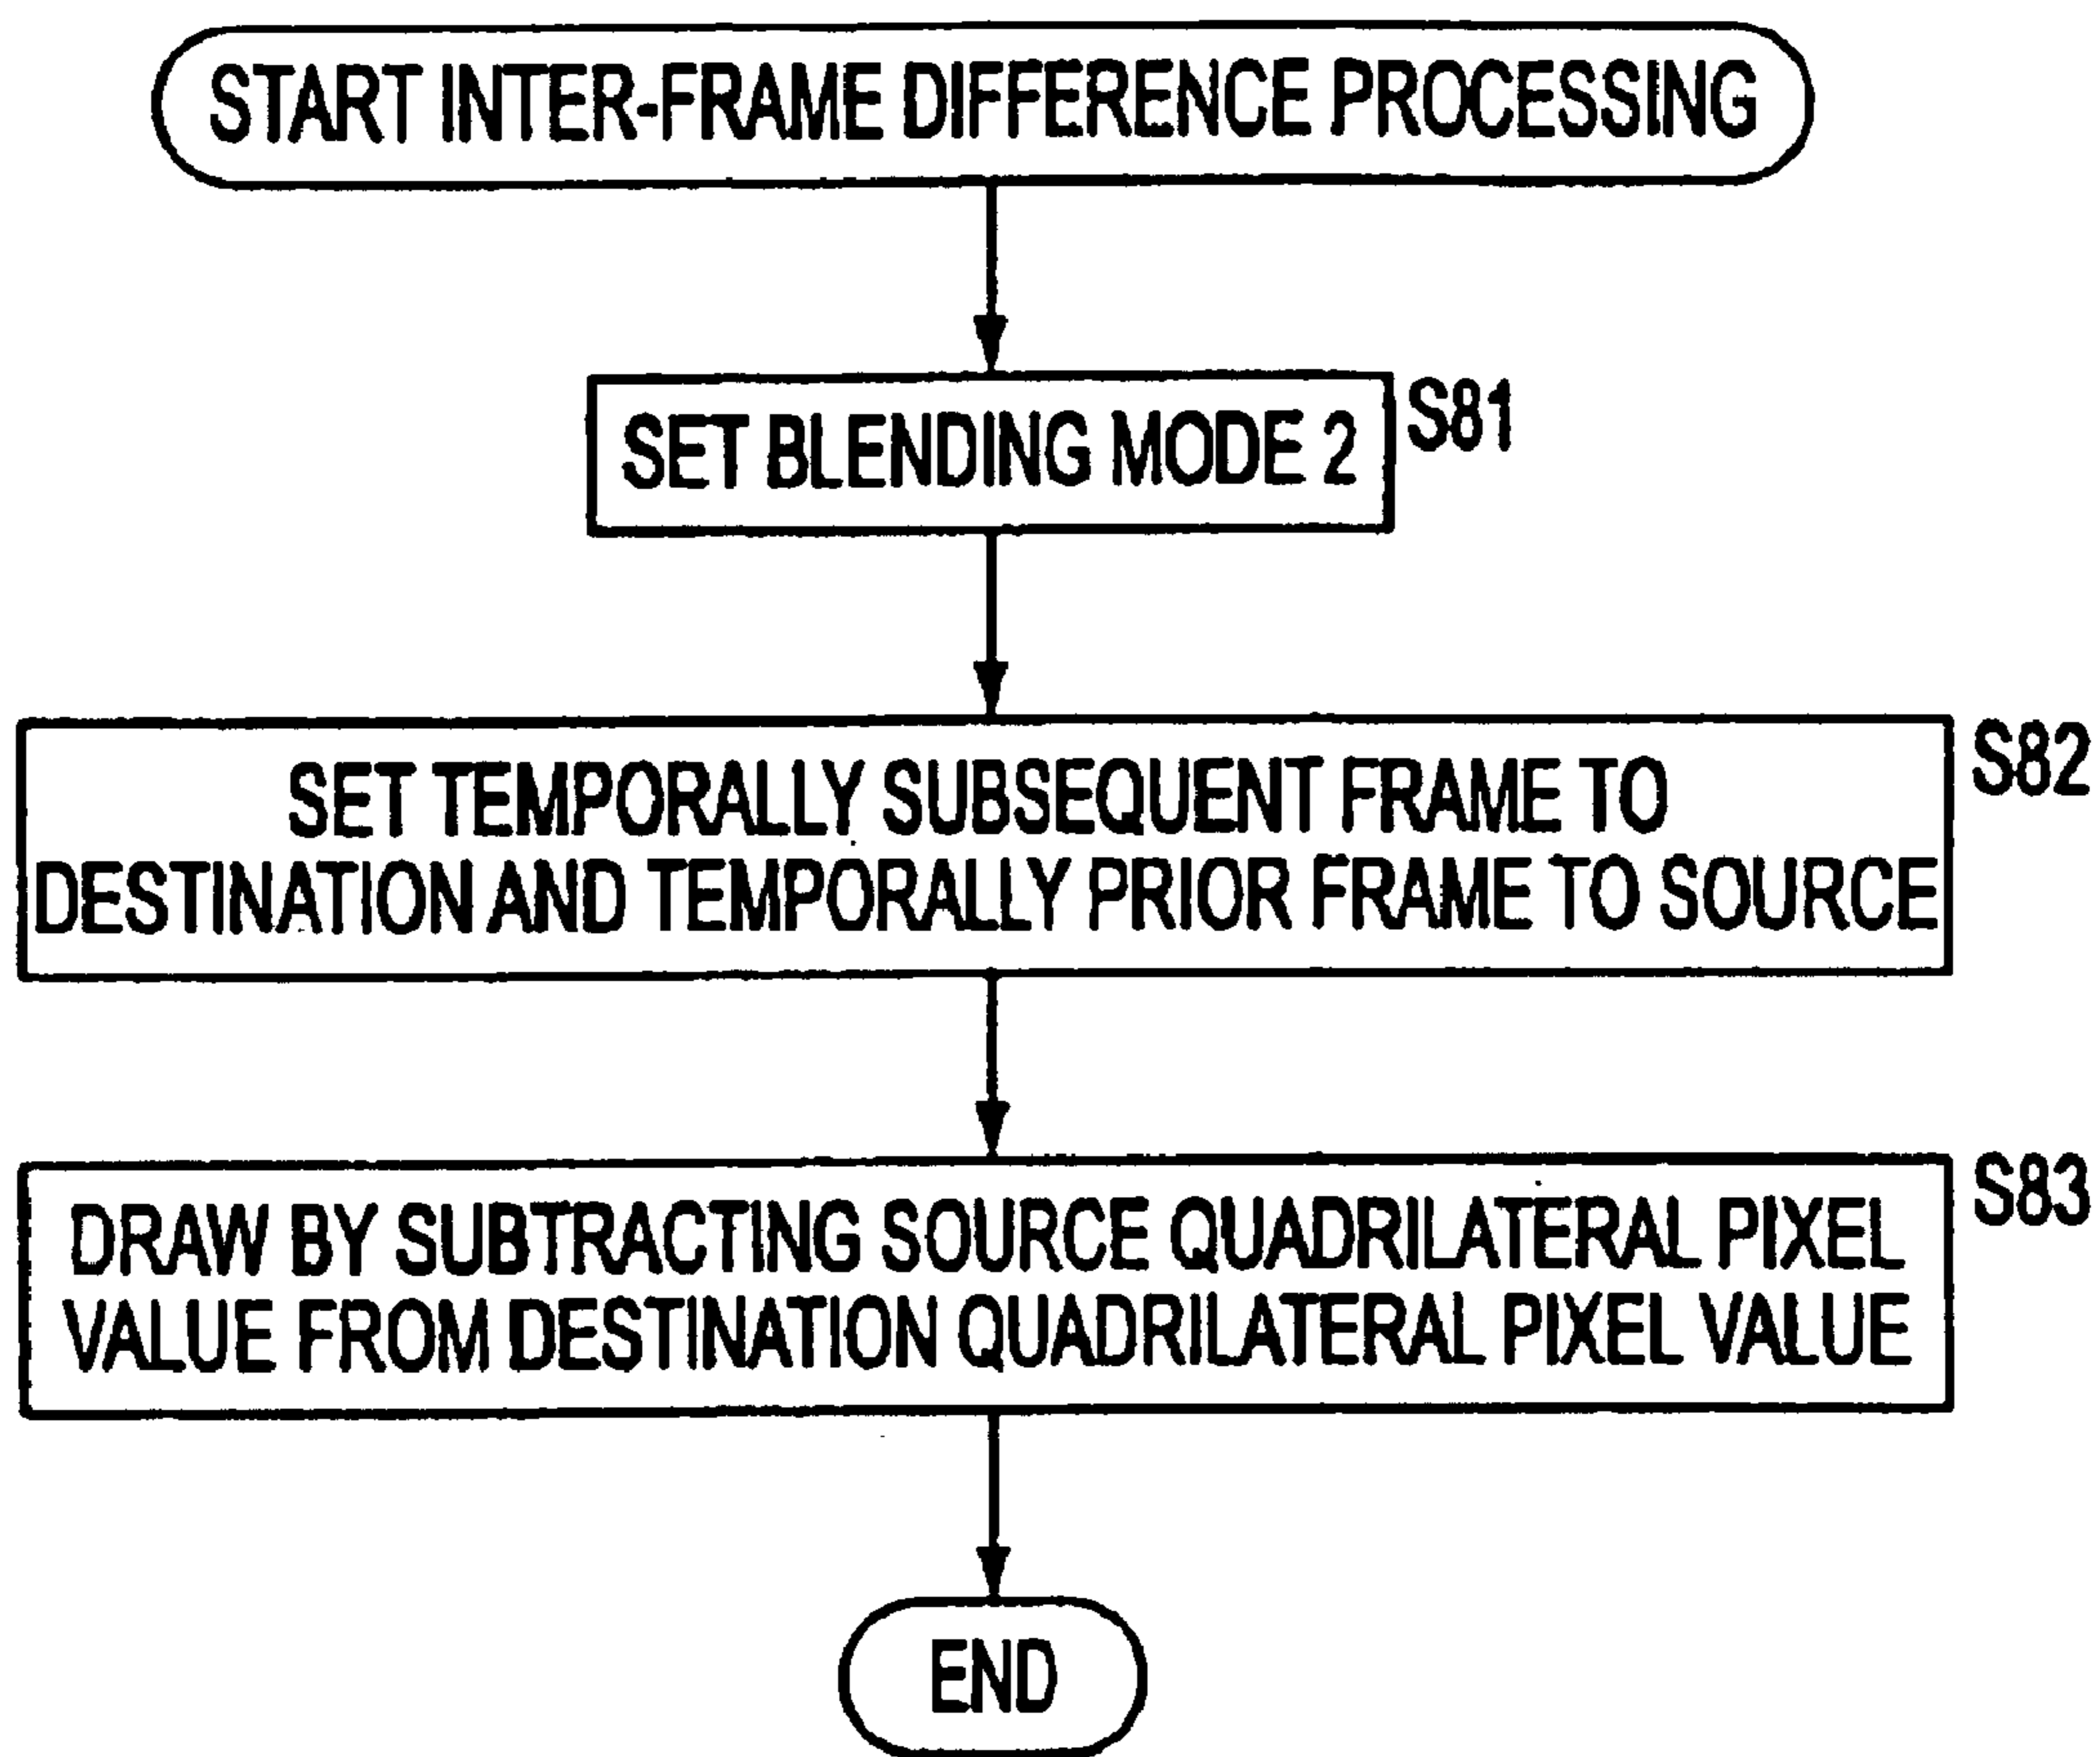 START INTER-FRAME DIFFERENCE PROCESSING
SET BLENDING MODE 2
S81
SET TEMPORALLY SUBSEQUENT FRAME TO
DESTINATION AND TEMPORALLY PRIOR FRAME TO SOURCE
S82
DRAW BY SUBTRACTING SOURCE QUADRILATERAL PIXEL
VALUE FROM DESTINATION QUADRILATERAL PIXEL VALUE
S83
END